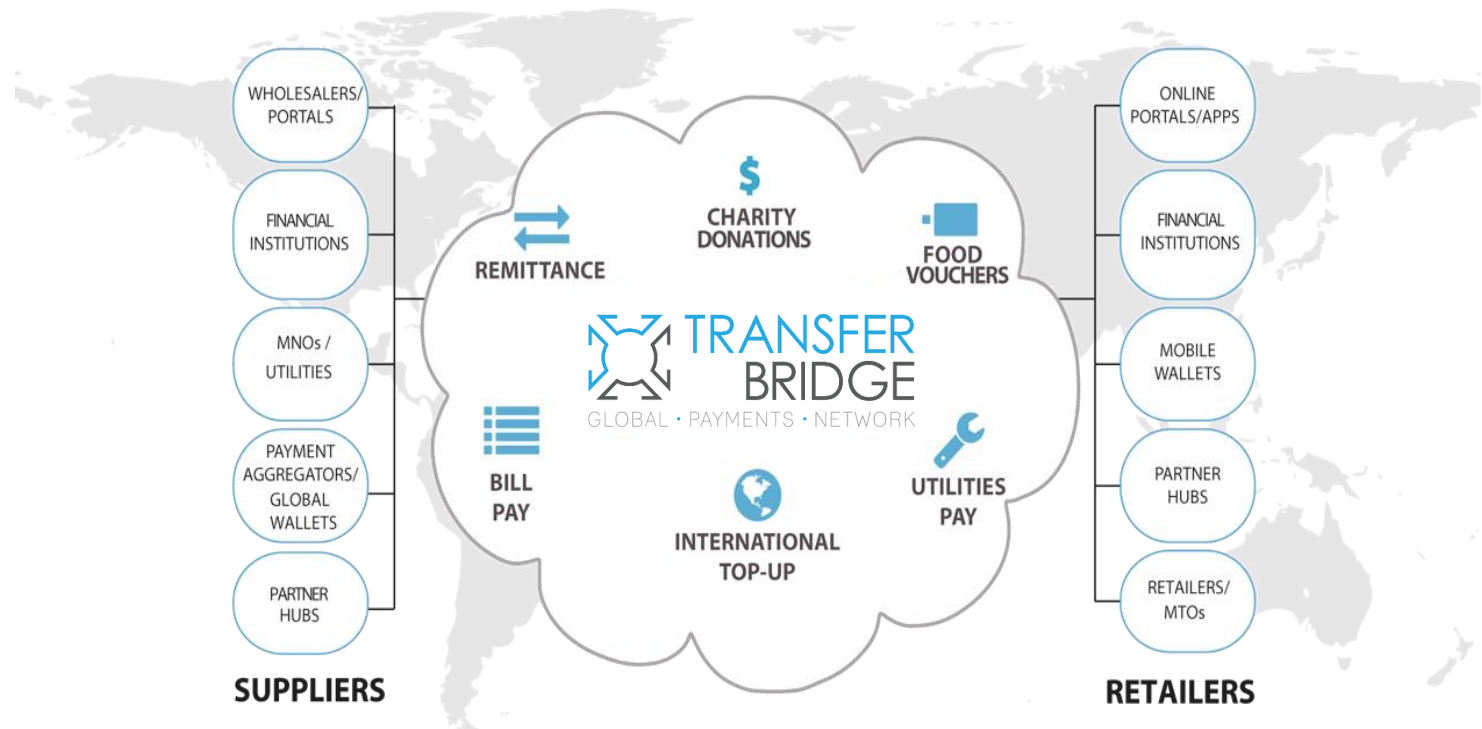 WHOLESALERS/
PORTALS
FINANCIAL
INSTITUTIONS
MNOs /
UTILITIES
PAYMENT
AGGREGATORS/
GLOBAL
WALLETS
PARTNER
HUBS
SUPPLIERS
REMITTANCE
$
CHARITY
DONATIONS
FOOD
VOUCHERS
TRANSFER
BRIDGE
GLOBAL · PAYMENTS · NETWORK
BILL
PAY
INTERNATIONAL
TOP-UP
UTILITIES
PAY
ONLINE
PORTALS/APPS
FINANCIAL
INSTITUTIONS
MOBILE
WALLETS
PARTNER
HUBS
RETAILERS/
MTOs
RETAILERS